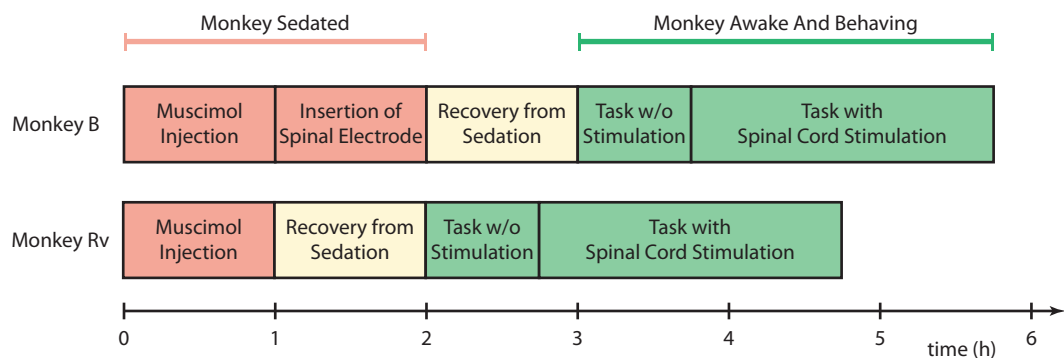 Monkey Sedated
Monkey Awake And Behaving
Monkey B
Muscimol
Injection
Insertion of
Spinal Electrode
Recovery from
Sedation
Task w/o
Stimulation
Task with
Spinal Cord Stimulation
Monkey Rv
Muscimol
Injection
Recovery from
Sedation
Task w/o
Stimulation
Task with
Spinal Cord Stimulation
0 1 2 3 4 5 6
time (h)